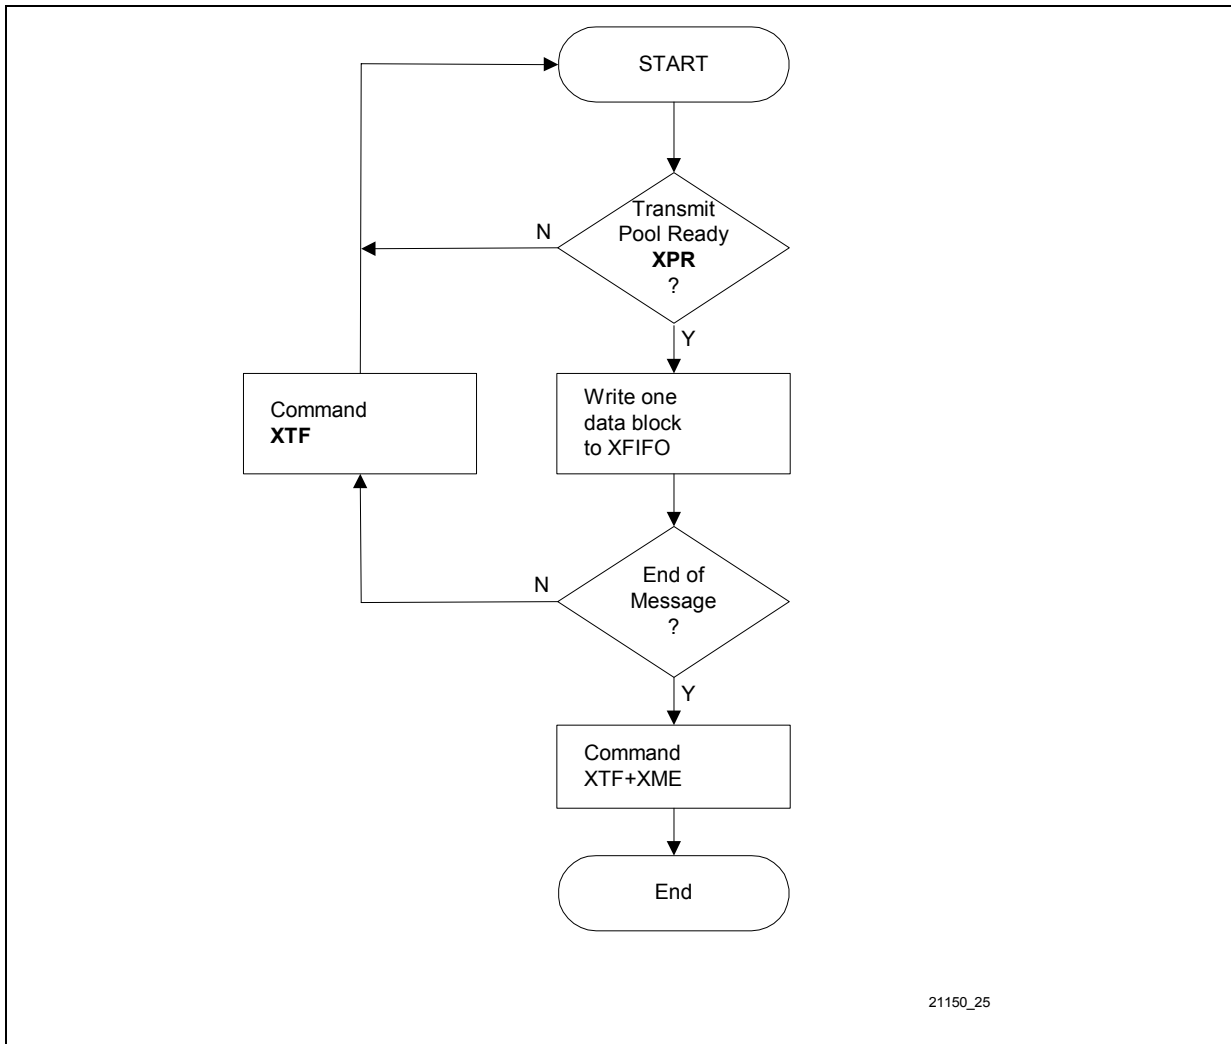 START
Transmit
Pool Ready
XPR
?
N
Y
Command
XTF
Write one
data block
to XFIFO
N
End of
Message
?
Y
Command
XTF+XME
End
21150_25